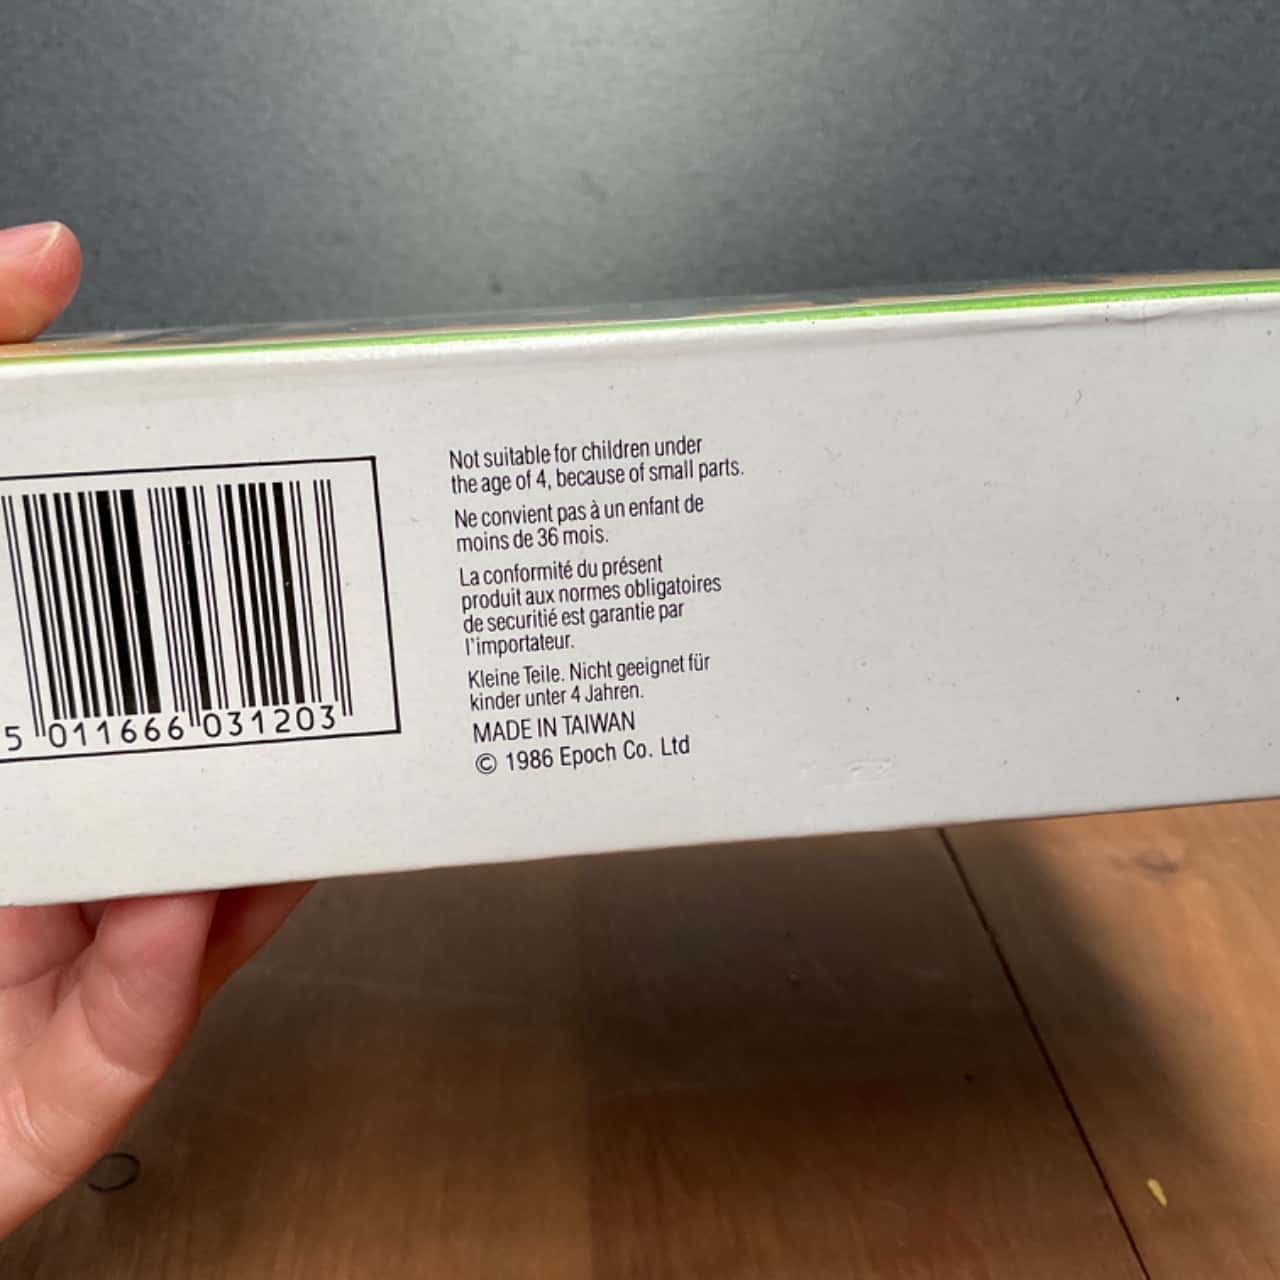 Not suitable for children under
the age of 4, because of small parts.
Ne convient pas à un enfant de
moins de 36 mois.
La conformité du présent
produit aux normes obligatoires
de securitié est garantie par
l'importateur.
Kleine Teile. Nicht geeignet für
kinder unter 4 Jahren.
MADE IN TAIWAN
© 1986 Epoch Co. Ltd
5 011666 031203